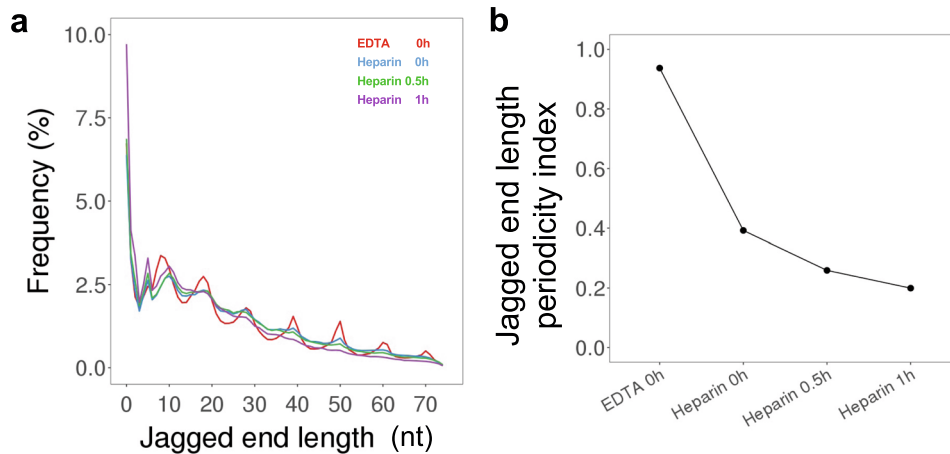 a
Frequency (%)
10.0
7.5
5.0
2.5
0.0
EDTA 0h
Heparin 0h
Heparin 0.5h
Heparin 1h
0 10 20 30 40 50 60 70
Jagged end length (nt)
b
Jagged end length
periodicity index
1.0
0.8
0.6
0.4
0.2
0.0
EDTA 0h
Heparin 0h
Heparin 0.5h
Heparin 1h